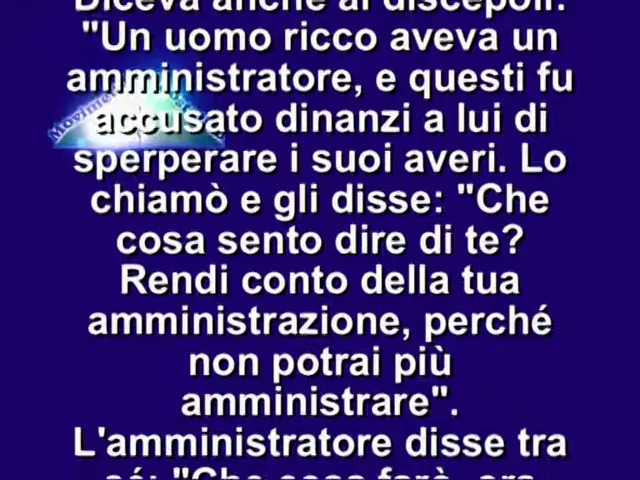 Diceva anche ai discepoli:
"Un uomo ricco aveva un
amministratore, e questi fu
accusato dinanzi a lui di
sperperare i suoi averi. Lo
chiamò e gli disse: "Che
cosa sento dire di te?
Rendi conto della tua
amministrazione, perché
non potrai più
amministrare".
L'amministratore disse tra
sé: "Che cosa farò, ora